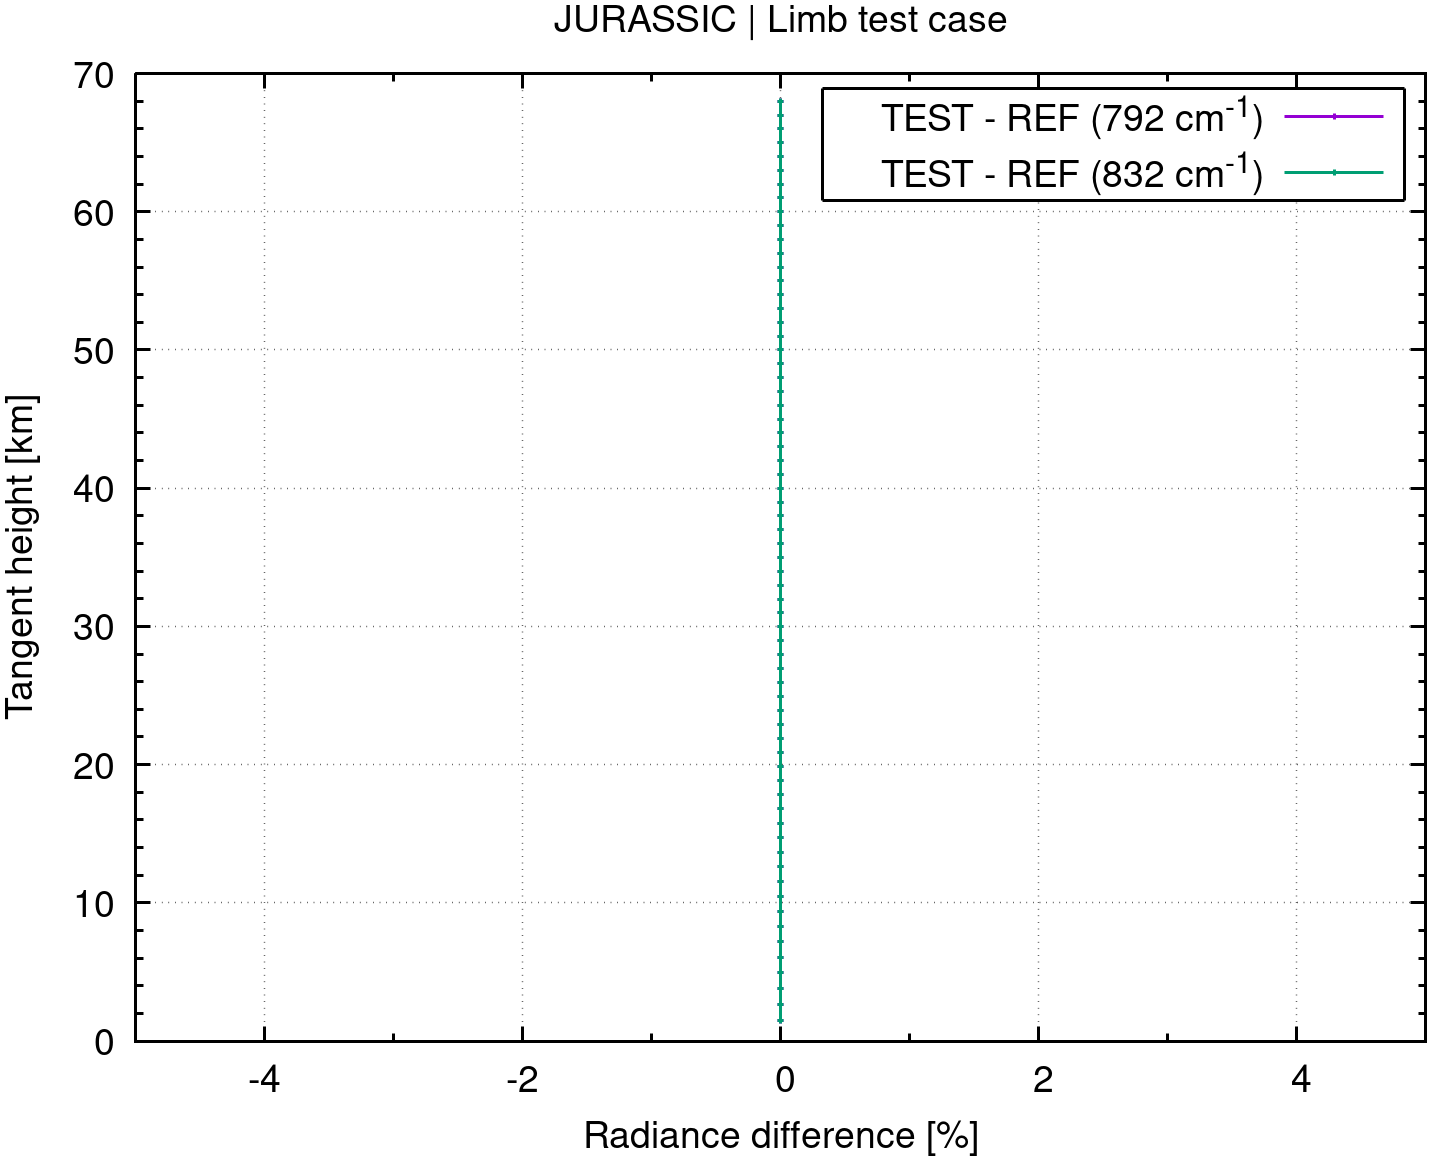 JURASSIC | Limb test case
TEST - REF (792 cm⁻¹)
TEST - REF (832 cm⁻¹)
70
60
50
40
30
20
10
0
Tangent height [km]
-4 -2 0 2 4
Radiance difference [%]